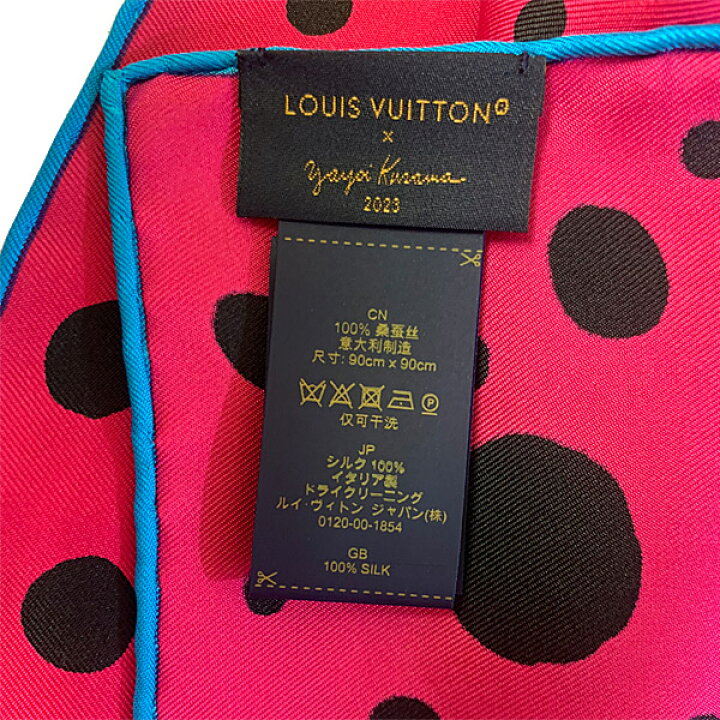 LOUIS VUITTON
×
Yayoi Kusama
2023
CN
100% 桑蚕丝
意大利制造
尺寸: 90cm x 90cm
P
仅可干洗
JP
シルク 100%
イタリア製
ドライクリーニング
ルイ・ヴィトン ジャパン(株)
0120-00-1854
GB
100% SILK